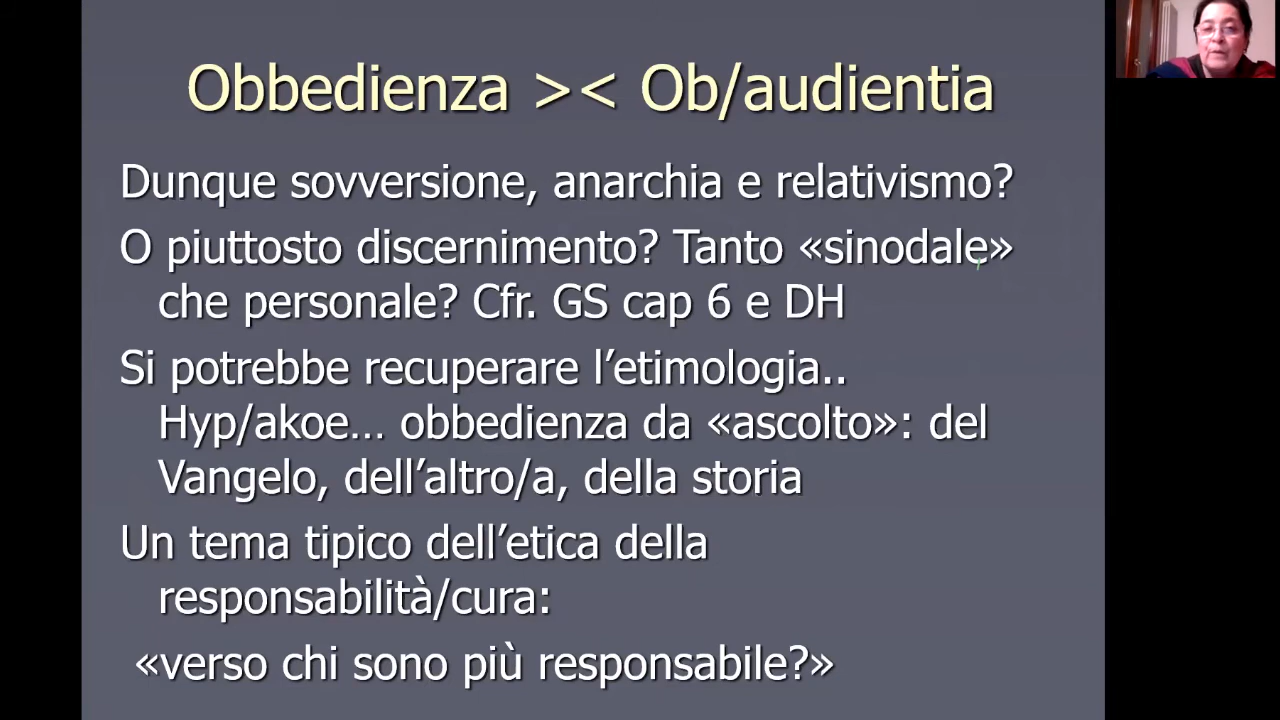 Obbedienza >< Ob/audientia
Dunque sovversione, anarchia e relativismo?
O piuttosto discernimento? Tanto «sinodale»
che personale? Cfr. GS cap 6 e DH
Si potrebbe recuperare l’etimologia..
Hyp/akoe… obbedienza da «ascolto»: del
Vangelo, dell’altro/a, della storia
Un tema tipico dell’etica della
responsabilità/cura:
«verso chi sono più responsabile?»